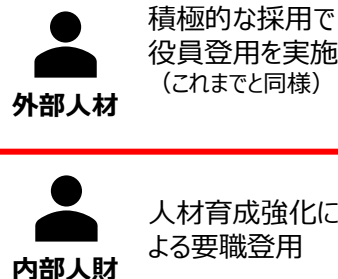 積極的な採用で
役員登用を実施
（これまでと同様）
外部人材
人材育成強化に
よる要職登用
内部人財